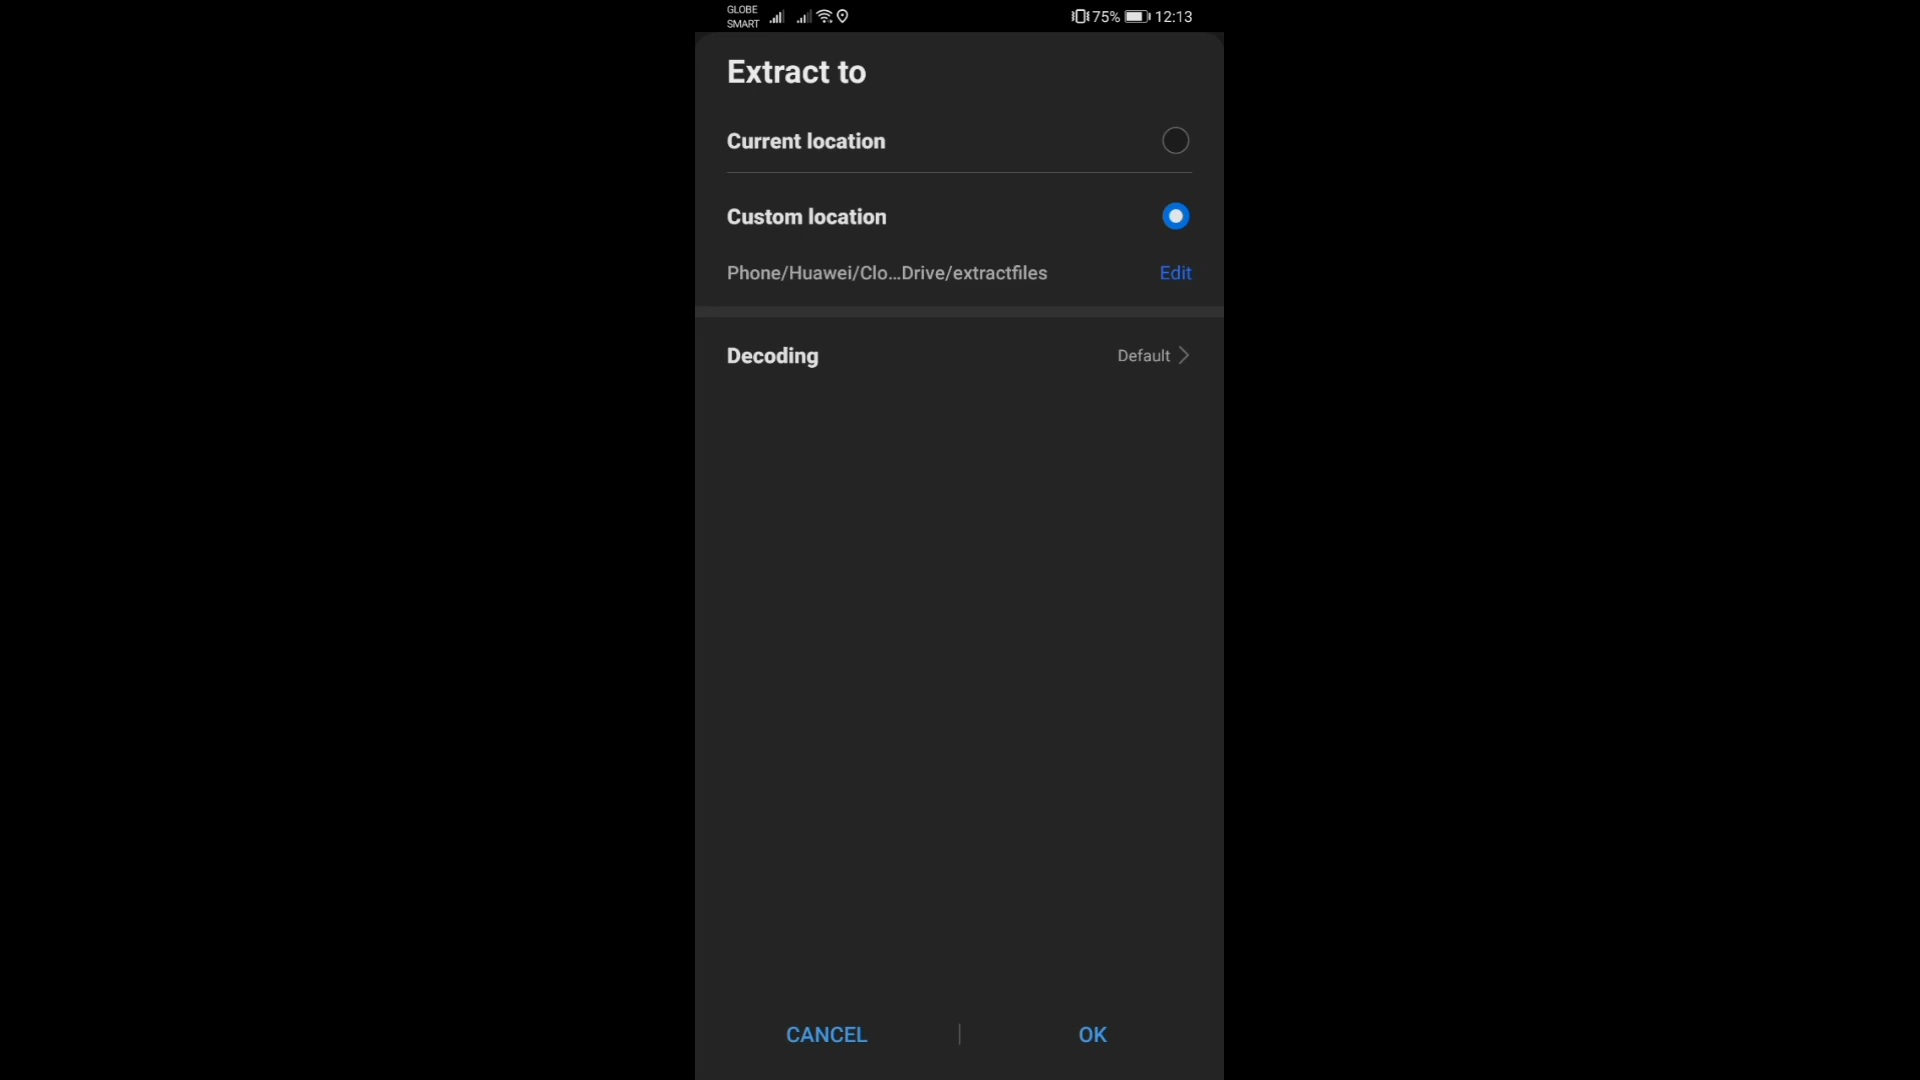 GLOBE
SMART
75% 12:13
Extract to
Current location
Custom location
Phone/Huawei/Clo...Drive/extractfiles Edit
Decoding Default
CANCEL | OK